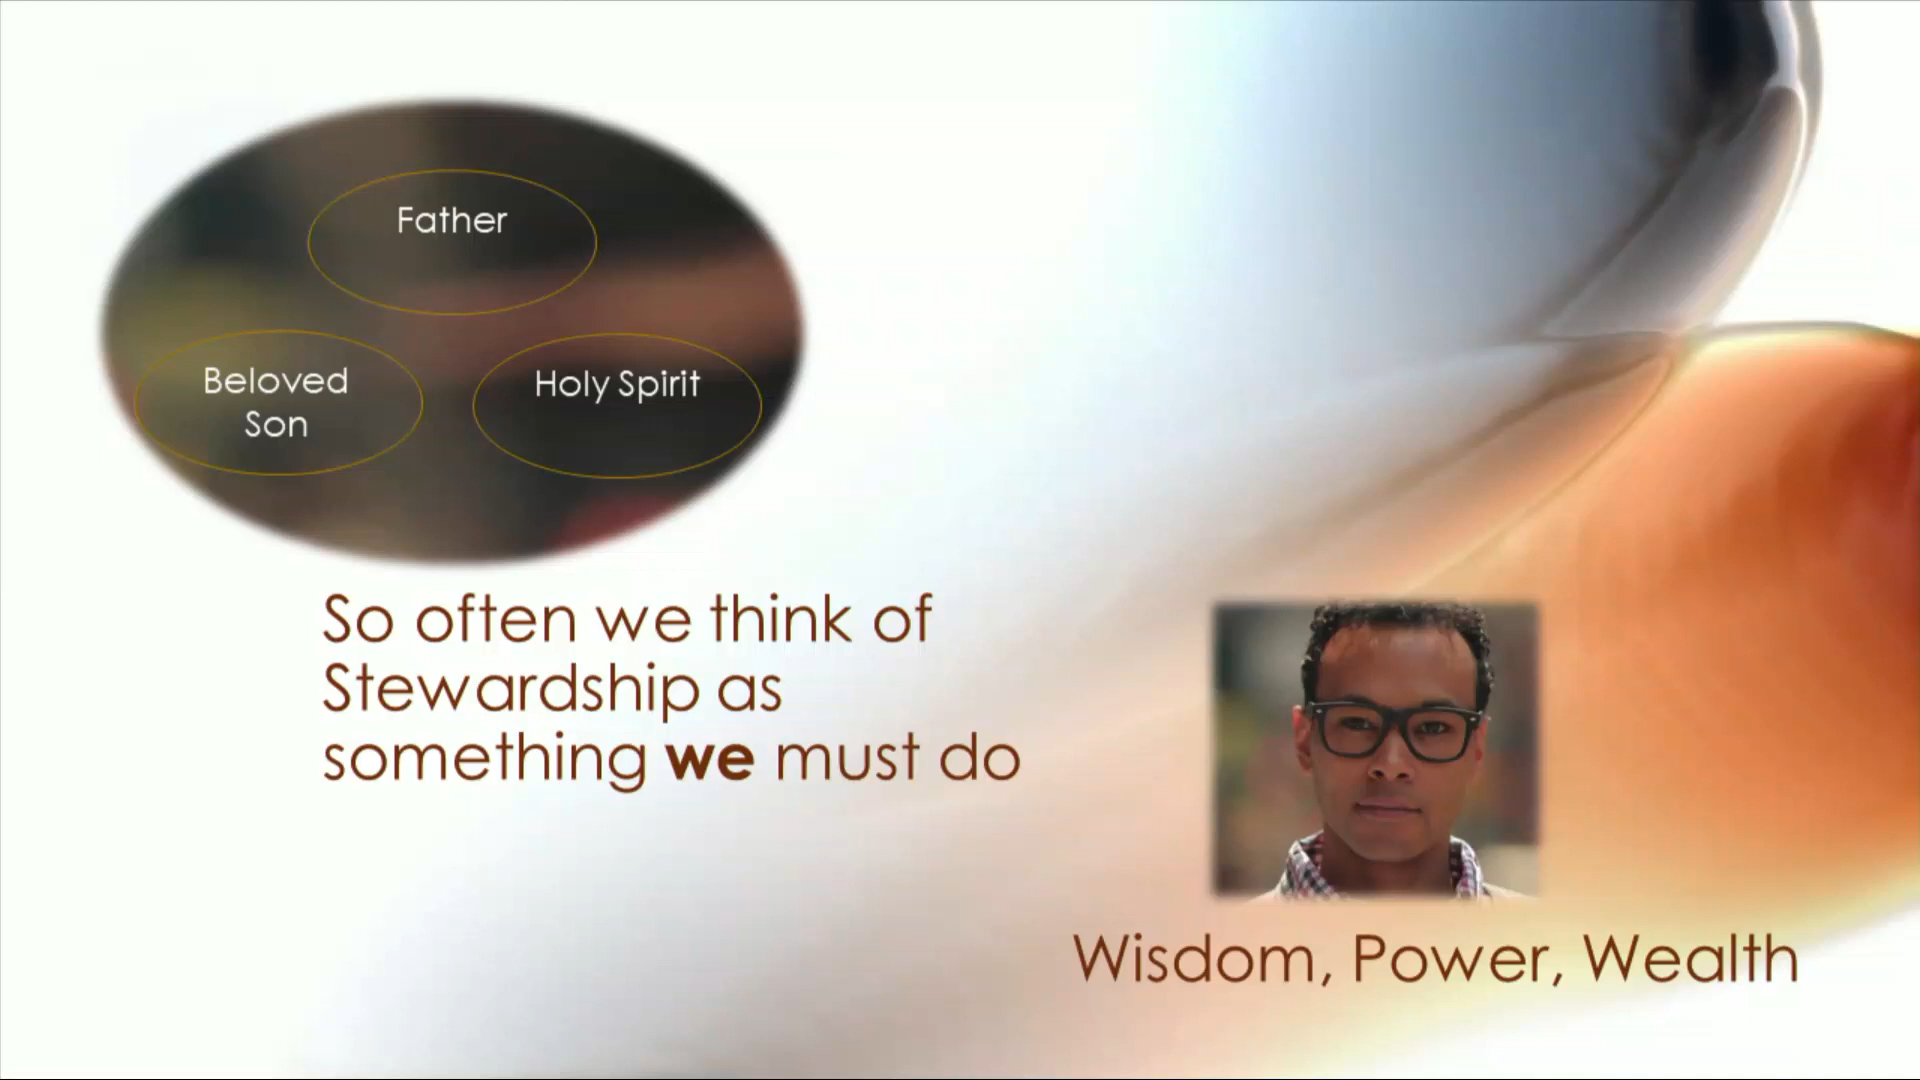 Father
Beloved
Son
Holy Spirit
So often we think of
Stewardship as
something we must do
Wisdom, Power, Wealth